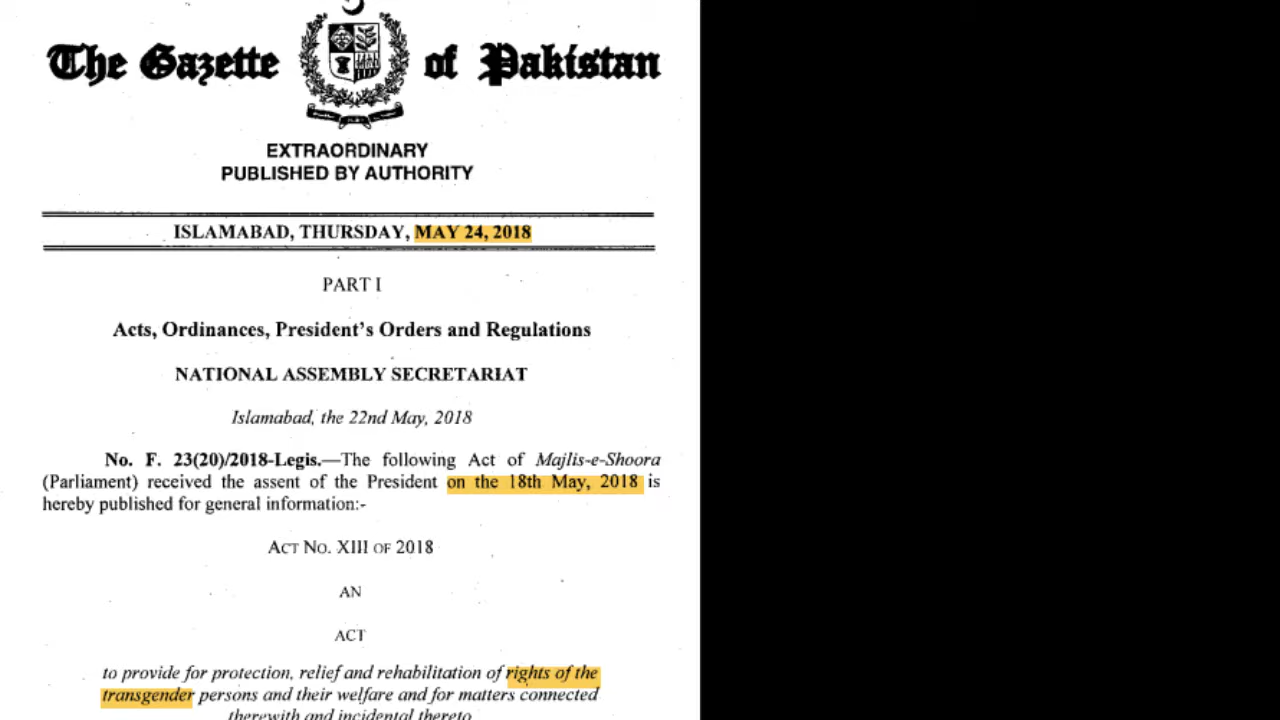 The Gazette of Pakistan
EXTRAORDINARY
PUBLISHED BY AUTHORITY
ISLAMABAD, THURSDAY, MAY 24, 2018
PART I
Acts, Ordinances, President's Orders and Regulations
NATIONAL ASSEMBLY SECRETARIAT
Islamabad, the 22nd May, 2018
No. F. 23(20)/2018-Legis.—The following Act of Majlis-e-Shoora
(Parliament) received the assent of the President on the 18th May, 2018 is
hereby published for general information:-
ACT NO. XIII OF 2018
AN
ACT
to provide for protection, relief and rehabilitation of rights of the
transgender persons and their welfare and for matters connected
therewith and incidental thereto